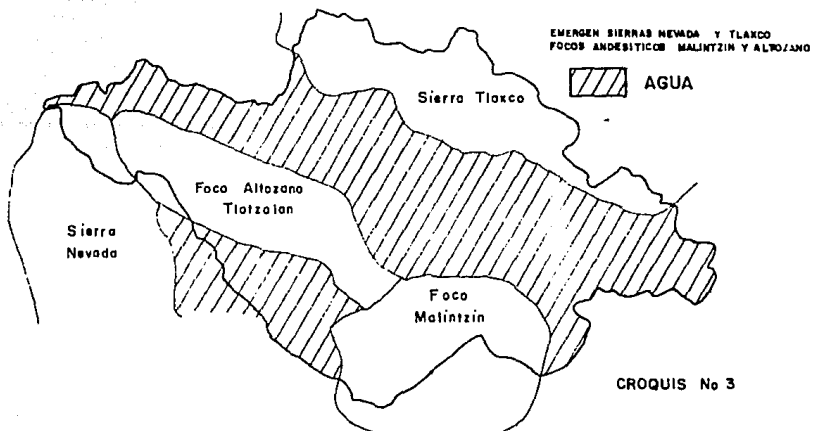 EMERGEN SIERRAS NEVADA Y TLAXCO
FOCOS ANDESITICOS MALINTZIN Y ALTOZANO
AGUA
Sierra Tlaxco
Foco Altozano
Tlotzalan
Sierra
Nevada
Foco
Malintzin
CROQUIS No 3